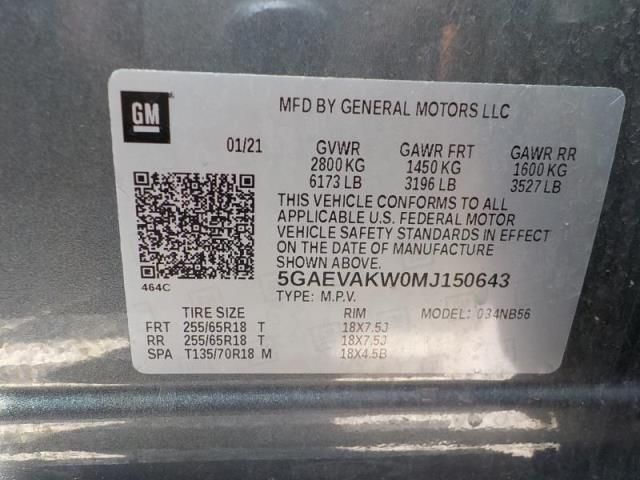 GM
MFD BY GENERAL MOTORS LLC
01/21 GVWR GAWR FRT GAWR RR
2800 KG 1450 KG 1600 KG
6173 LB 3196 LB 3527 LB
THIS VEHICLE CONFORMS TO ALL
APPLICABLE U.S. FEDERAL MOTOR
VEHICLE SAFETY STANDARDS IN EFFECT
ON THE DATE OF MANUFACTURE
SHOWN ABOVE.
464C 5GAEVAKW0MJ150643
TYPE: M.P.V.
TIRE SIZE RIM MODEL: 034NB56
FRT 255/65R18 T 18X7.5J
RR 255/65R18 T 18X7.5J
SPA T135/70R18 M 18X4.5B